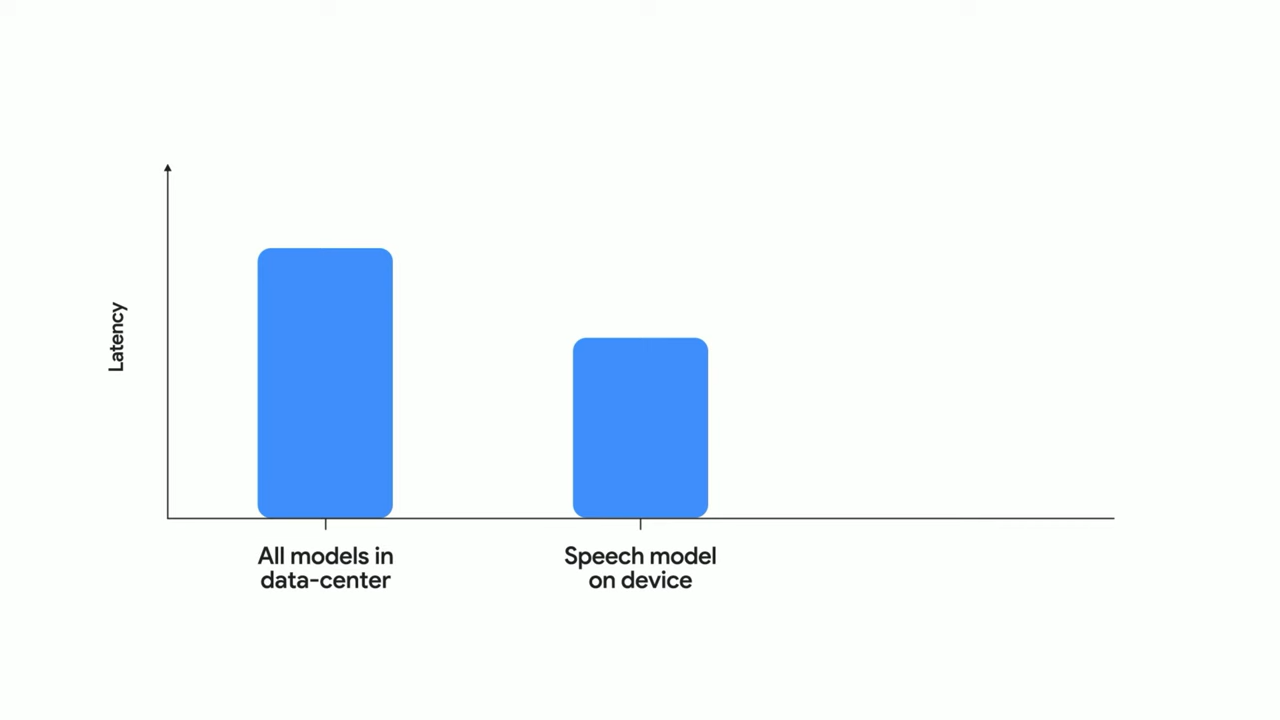 Latency
All models in
data-center
Speech model
on device